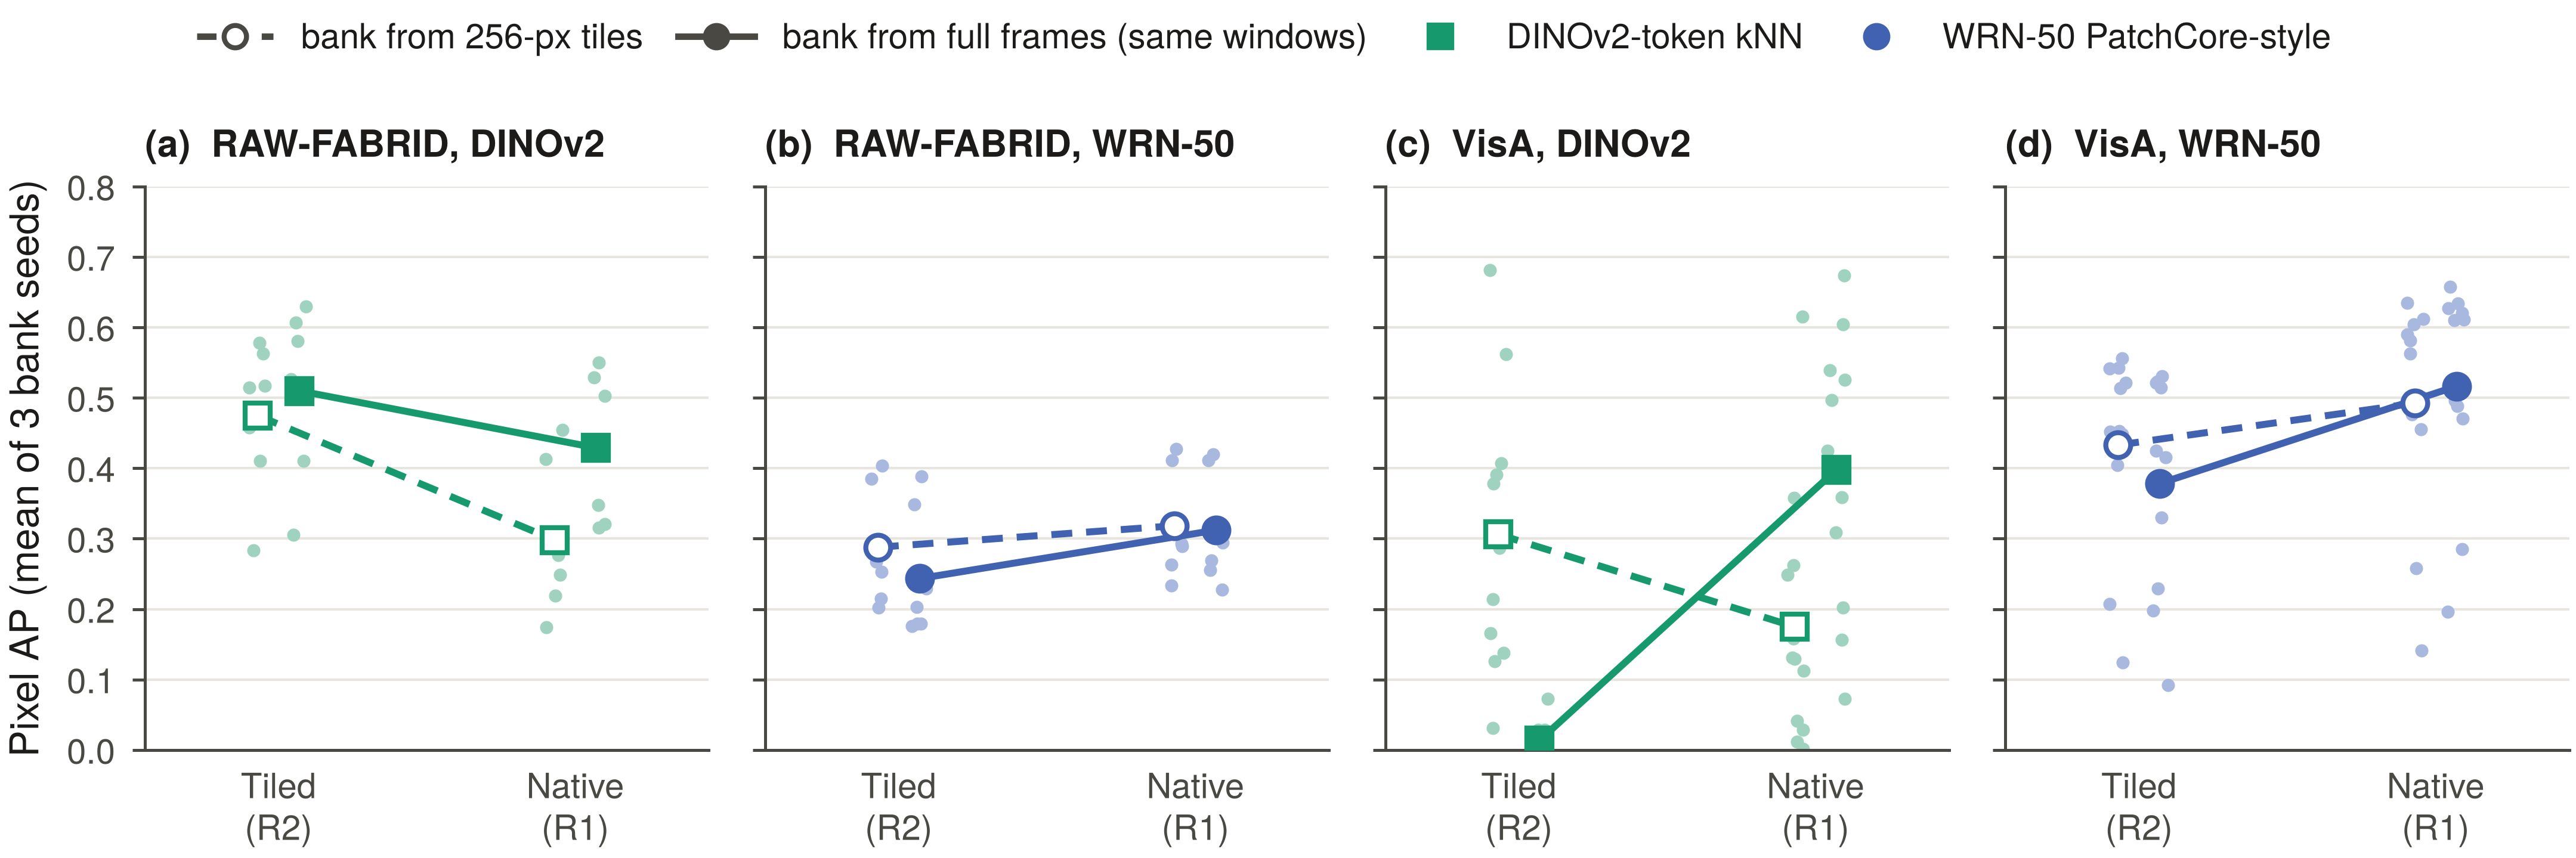 bank from 256-px tiles bank from full frames (same windows) DINOv2-token kNN WRN-50 PatchCore-style
(a) RAW-FABRID, DINOv2
(b) RAW-FABRID, WRN-50
(c) VisA, DINOv2
(d) VisA, WRN-50
Pixel AP (mean of 3 bank seeds)
0.8
0.7
0.6
0.5
0.4
0.3
0.2
0.1
0.0
Tiled
(R2)
Native
(R1)
Tiled
(R2)
Native
(R1)
Tiled
(R2)
Native
(R1)
Tiled
(R2)
Native
(R1)